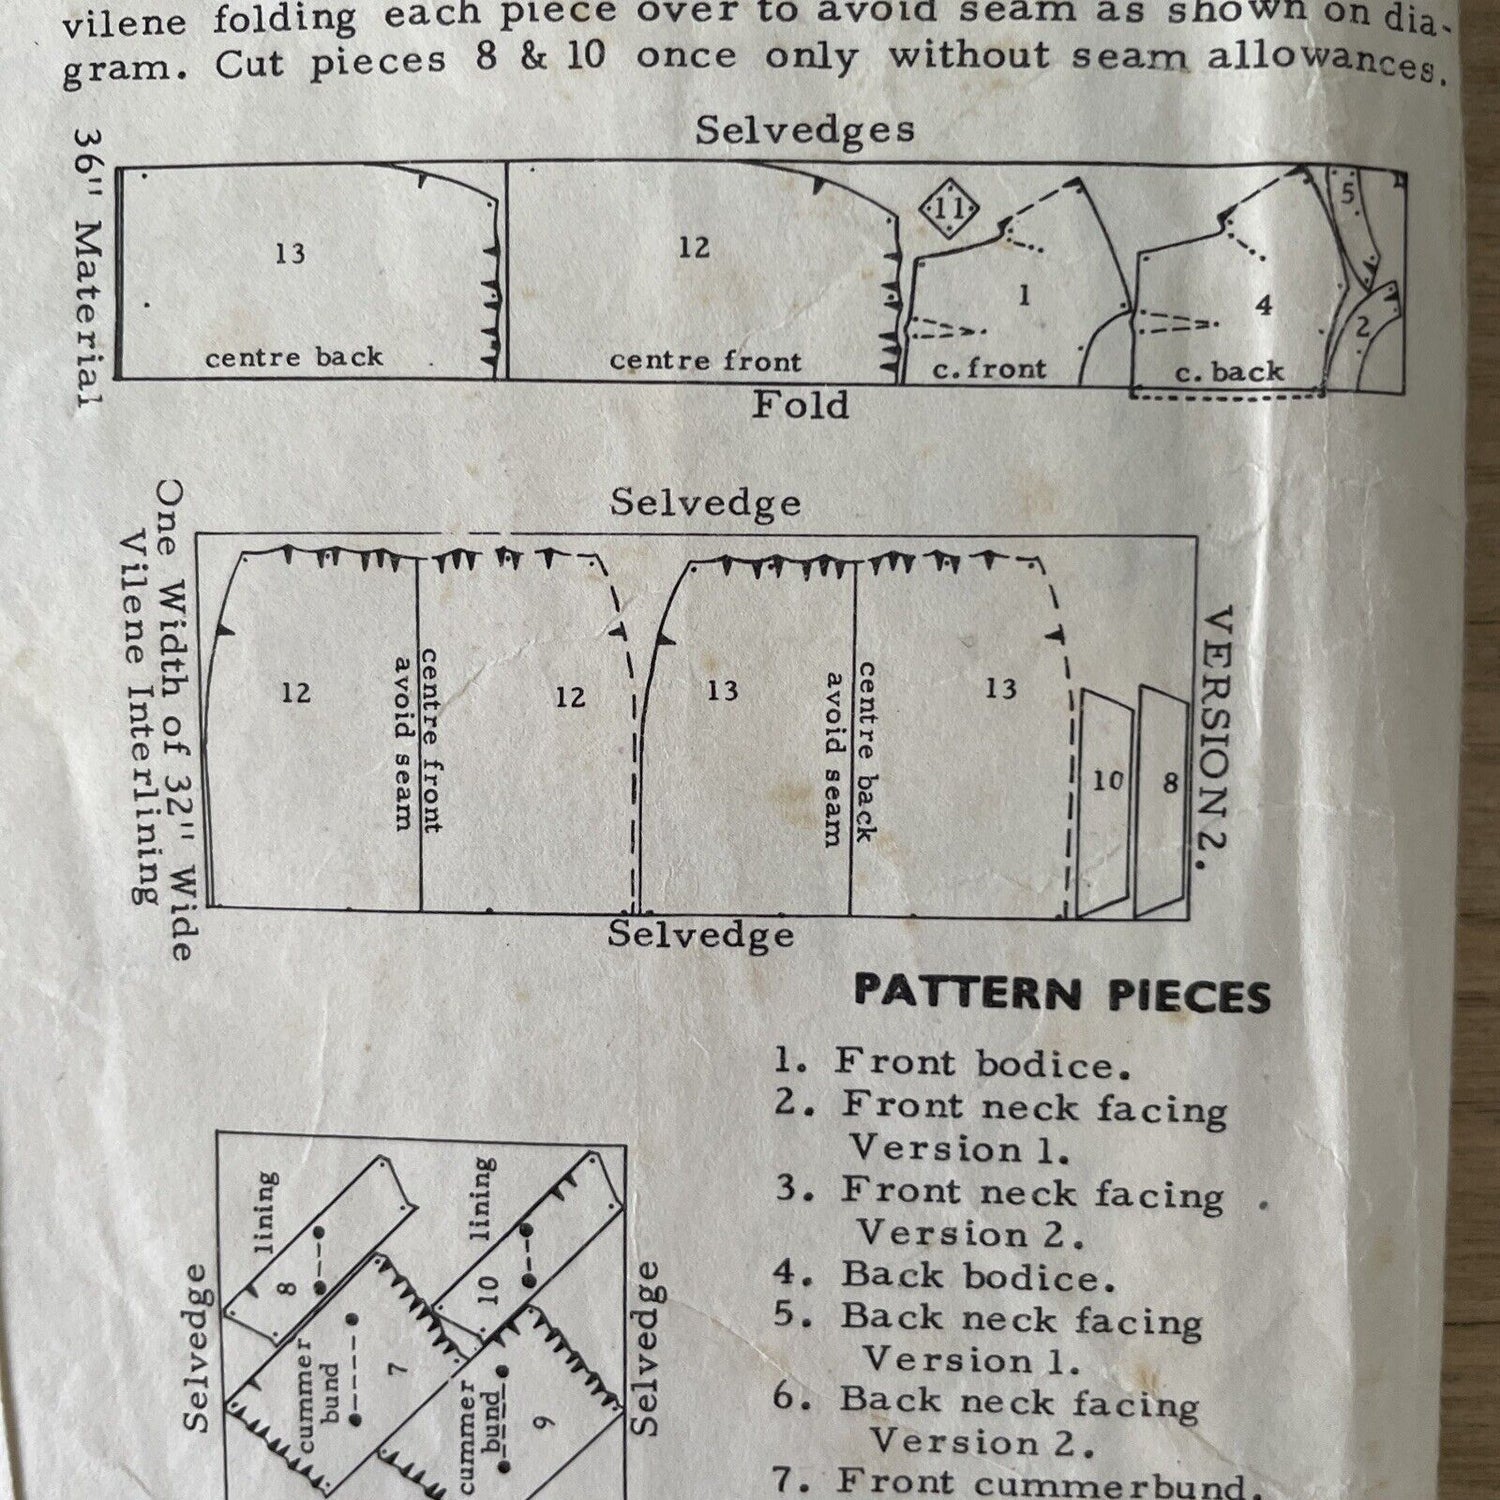 vilene folding each piece over to avoid seam as shown on dia-
gram. Cut pieces 8 & 10 once only without seam allowances.
Selvedges
36" Material
13
12
11
1
4
5
2
centre back
centre front
c. front
c. back
Fold
Selvedge
One Width of 32" Wide
Vilene Interlining
12
centre front
avoid seam
12
13
centre back
avoid seam
13
10
8
VERSION 2.
Selvedge
PATTERN PIECES
1. Front bodice.
2. Front neck facing
Version 1.
3. Front neck facing
Version 2.
4. Back bodice.
5. Back neck facing
Version 1.
6. Back neck facing
Version 2.
7. Front cummerbund.
Selvedge
lining
8
lining
10
cummer
bund
7
cummer
bund
9
Selvedge